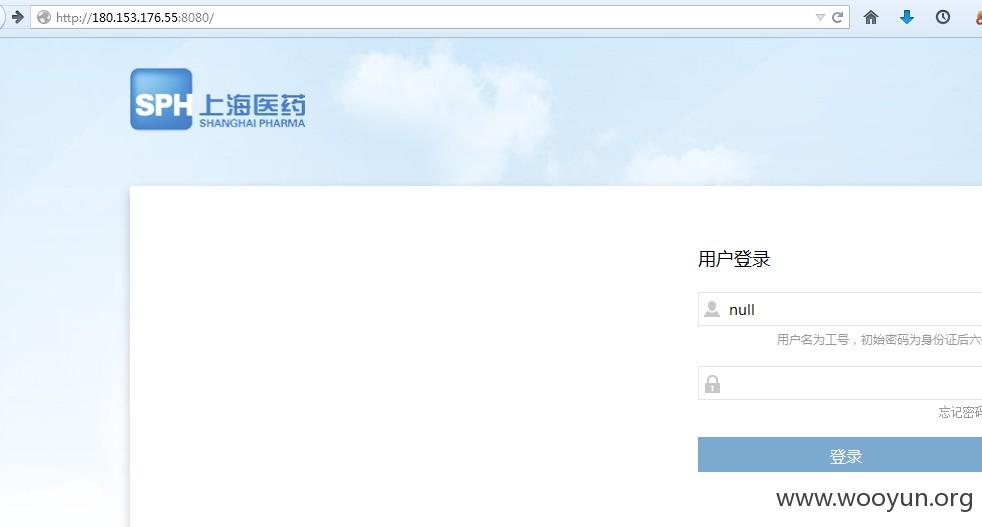 http://180.153.176.55:8080/
SPH 上海医药
SHANGHAI PHARMA
用户登录
null
用户名为工号，初始密码为身份证后六
忘记密码
登录
www.wooyun.org